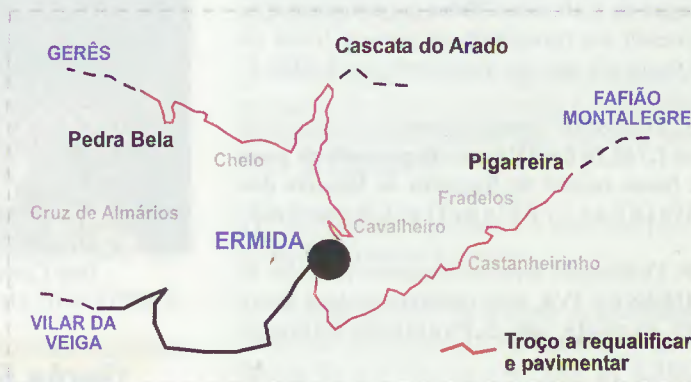 GERÊS
Cascata do Arado
FAFIÃO
MONTALEGRE
Pedra Bela
Chelo
Pigarreira
Fradelos
Cruz de Almários
ERMIDA
Cavalheiro
Castanheirinho
VILAR DA
VEIGA
Troço a requalificar
e pavimentar